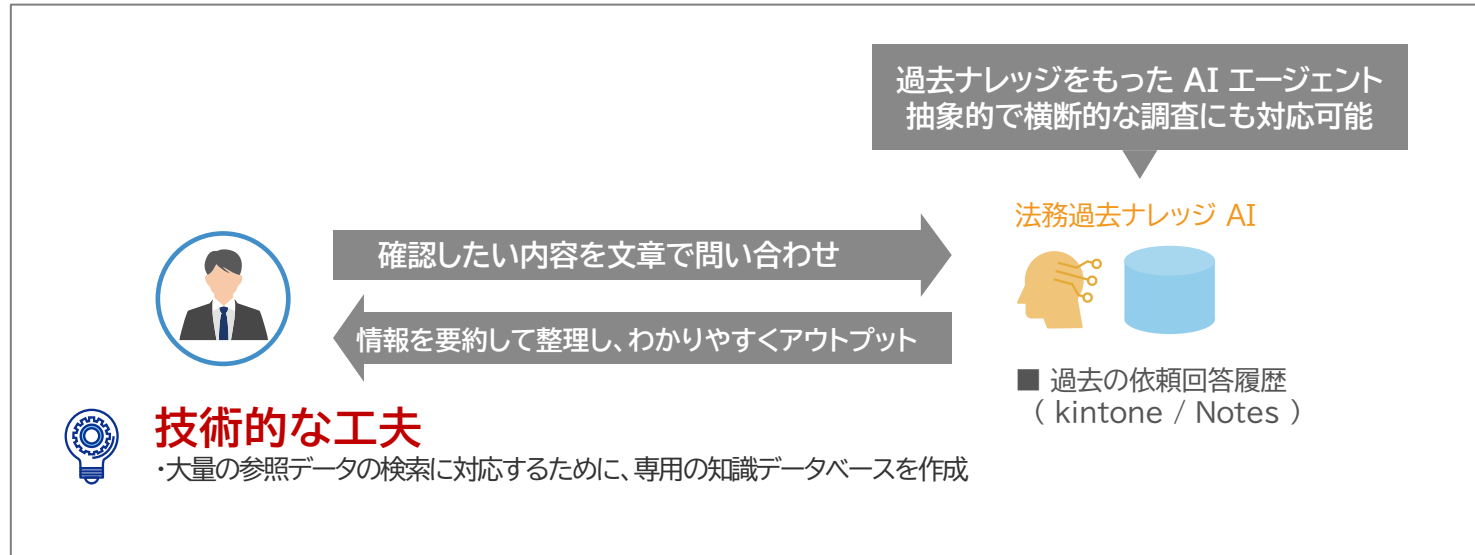 過去ナレッジをもった AI エージェント
抽象的で横断的な調査にも対応可能
法務過去ナレッジ AI
確認したい内容を文章で問い合わせ
情報を要約して整理し、わかりやすくアウトプット
■ 過去の依頼回答履歴
( kintone / Notes )
技術的な工夫
・大量の参照データの検索に対応するために、専用の知識データベースを作成